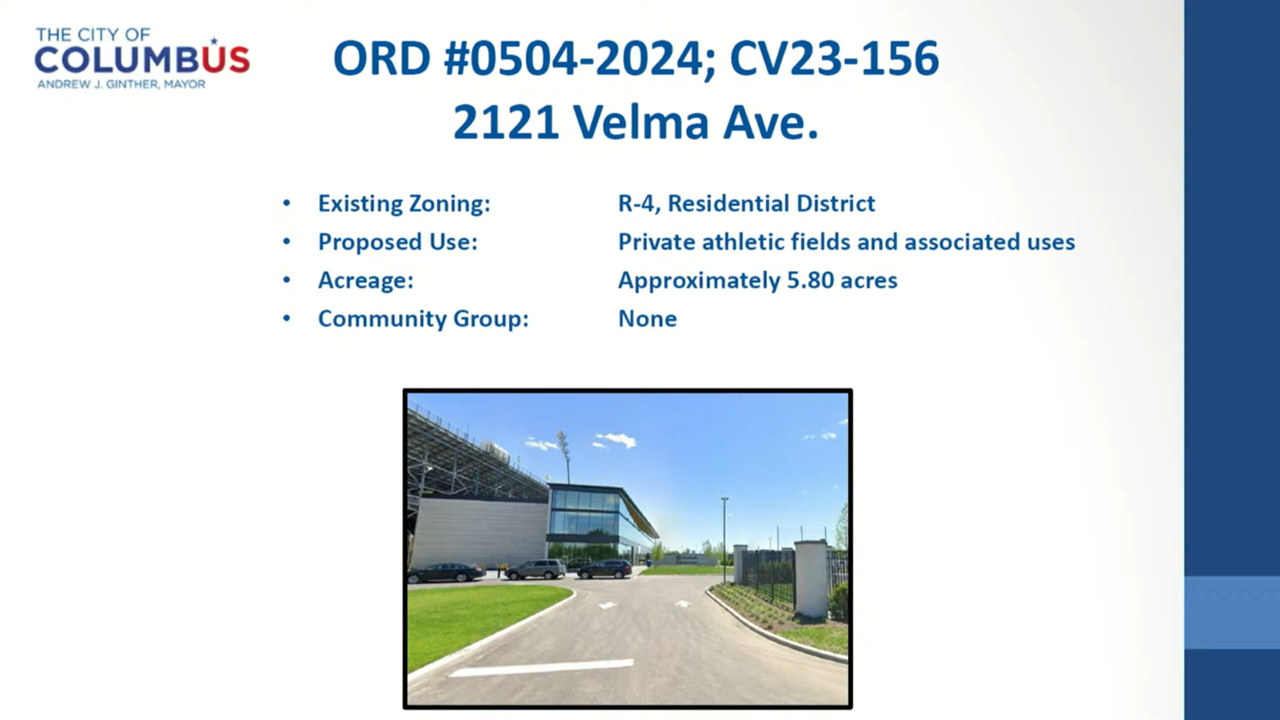 THE CITY OF
COLUMBUS
ANDREW J. GINTHER, MAYOR
ORD #0504-2024; CV23-156
2121 Velma Ave.
• Existing Zoning: R-4, Residential District
• Proposed Use: Private athletic fields and associated uses
• Acreage: Approximately 5.80 acres
• Community Group: None